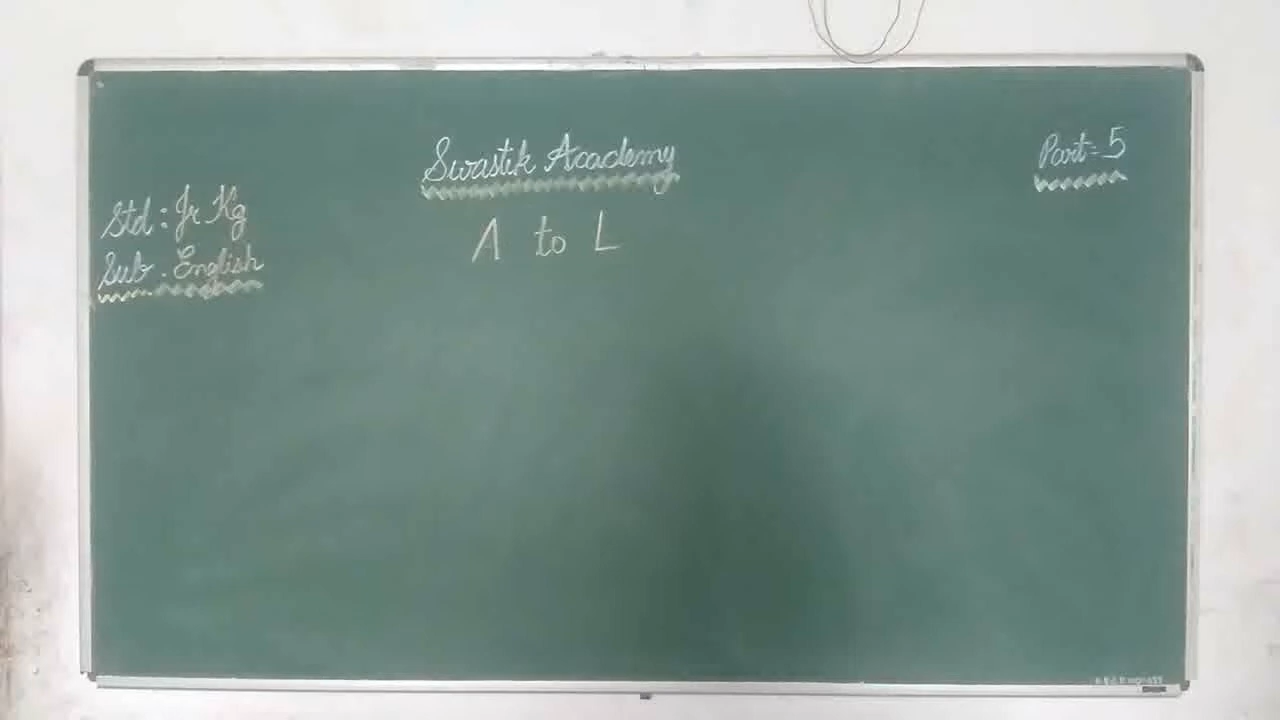 Swastik Academy
Part-5
Std : Jr Kg
A to L
Sub. English